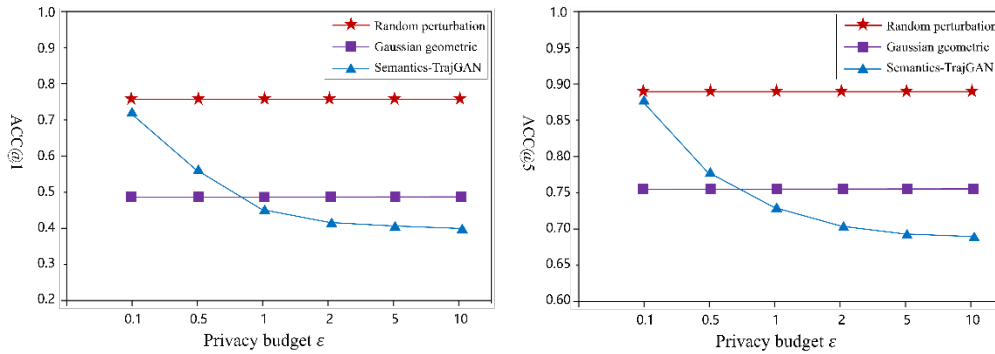 1.0
0.9
0.8
0.7
0.6
0.5
0.4
0.3
0.2
ACC@1
Random perturbation
Gaussian geometric
Semantics-TrajGAN
0.1 0.5 1 2 5 10
Privacy budget ε
1.00
0.95
0.90
0.85
0.80
0.75
0.70
0.65
0.60
ACC@5
Random perturbation
Gaussian geometric
Semantics-TrajGAN
0.1 0.5 1 2 5 10
Privacy budget ε